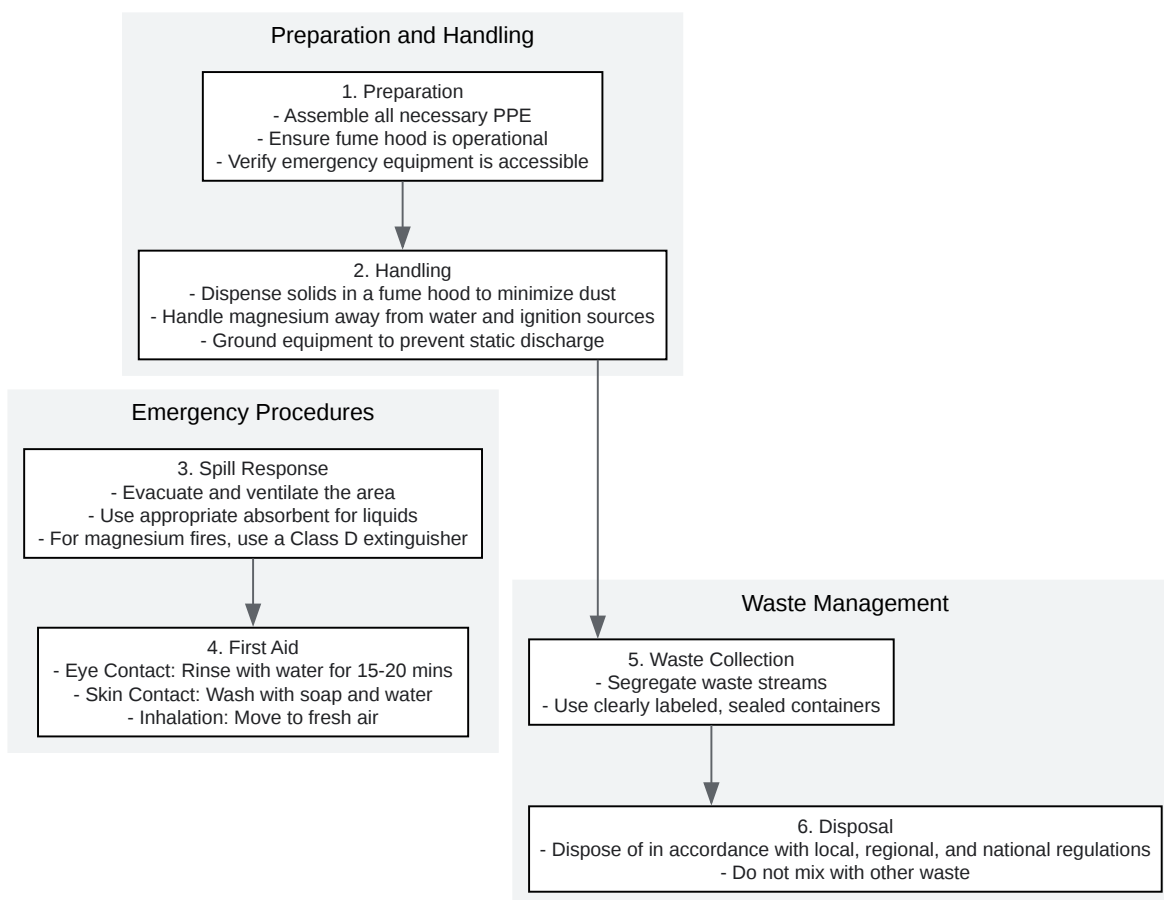 Preparation and Handling
1. Preparation
- Assemble all necessary PPE
- Ensure fume hood is operational
- Verify emergency equipment is accessible
2. Handling
- Dispense solids in a fume hood to minimize dust
- Handle magnesium away from water and ignition sources
- Ground equipment to prevent static discharge
Emergency Procedures
3. Spill Response
- Evacuate and ventilate the area
- Use appropriate absorbent for liquids
- For magnesium fires, use a Class D extinguisher
4. First Aid
- Eye Contact: Rinse with water for 15-20 mins
- Skin Contact: Wash with soap and water
- Inhalation: Move to fresh air
Waste Management
5. Waste Collection
- Segregate waste streams
- Use clearly labeled, sealed containers
6. Disposal
- Dispose of in accordance with local, regional, and national regulations
- Do not mix with other waste